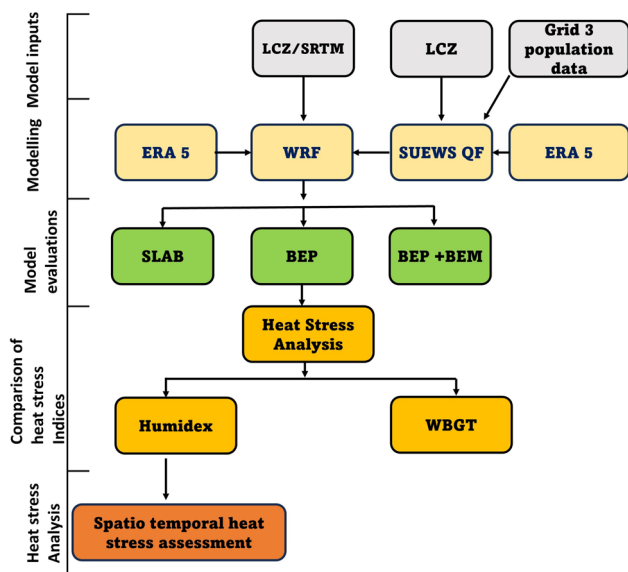 Model inputs
LCZ/SRTM
LCZ
Grid 3
population
data
Modelling
ERA 5
WRF
SUEWS QF
ERA 5
Model
evaluations
SLAB
BEP
BEP +BEM
Comparison of
heat stress
Indices
Heat Stress
Analysis
Humidex
WBGT
Heat stress
Analysis
Spatio temporal heat
stress assessment